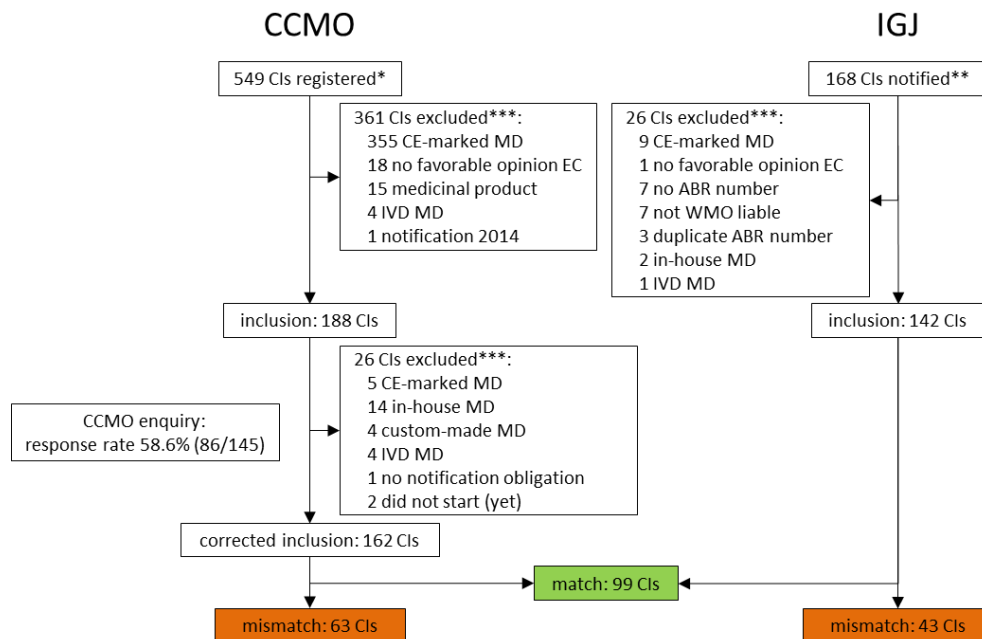 CCMO
IGJ
549 CIs registered*
168 CIs notified**
361 CIs excluded***:
355 CE-marked MD
18 no favorable opinion EC
15 medicinal product
4 IVD MD
1 notification 2014
26 CIs excluded***:
9 CE-marked MD
1 no favorable opinion EC
7 no ABR number
7 not WMO liable
3 duplicate ABR number
2 in-house MD
1 IVD MD
inclusion: 188 CIs
inclusion: 142 CIs
26 CIs excluded***:
5 CE-marked MD
14 in-house MD
4 custom-made MD
4 IVD MD
1 no notification obligation
2 did not start (yet)
CCMO enquiry:
response rate 58.6% (86/145)
corrected inclusion: 162 CIs
match: 99 CIs
mismatch: 63 CIs
mismatch: 43 CIs